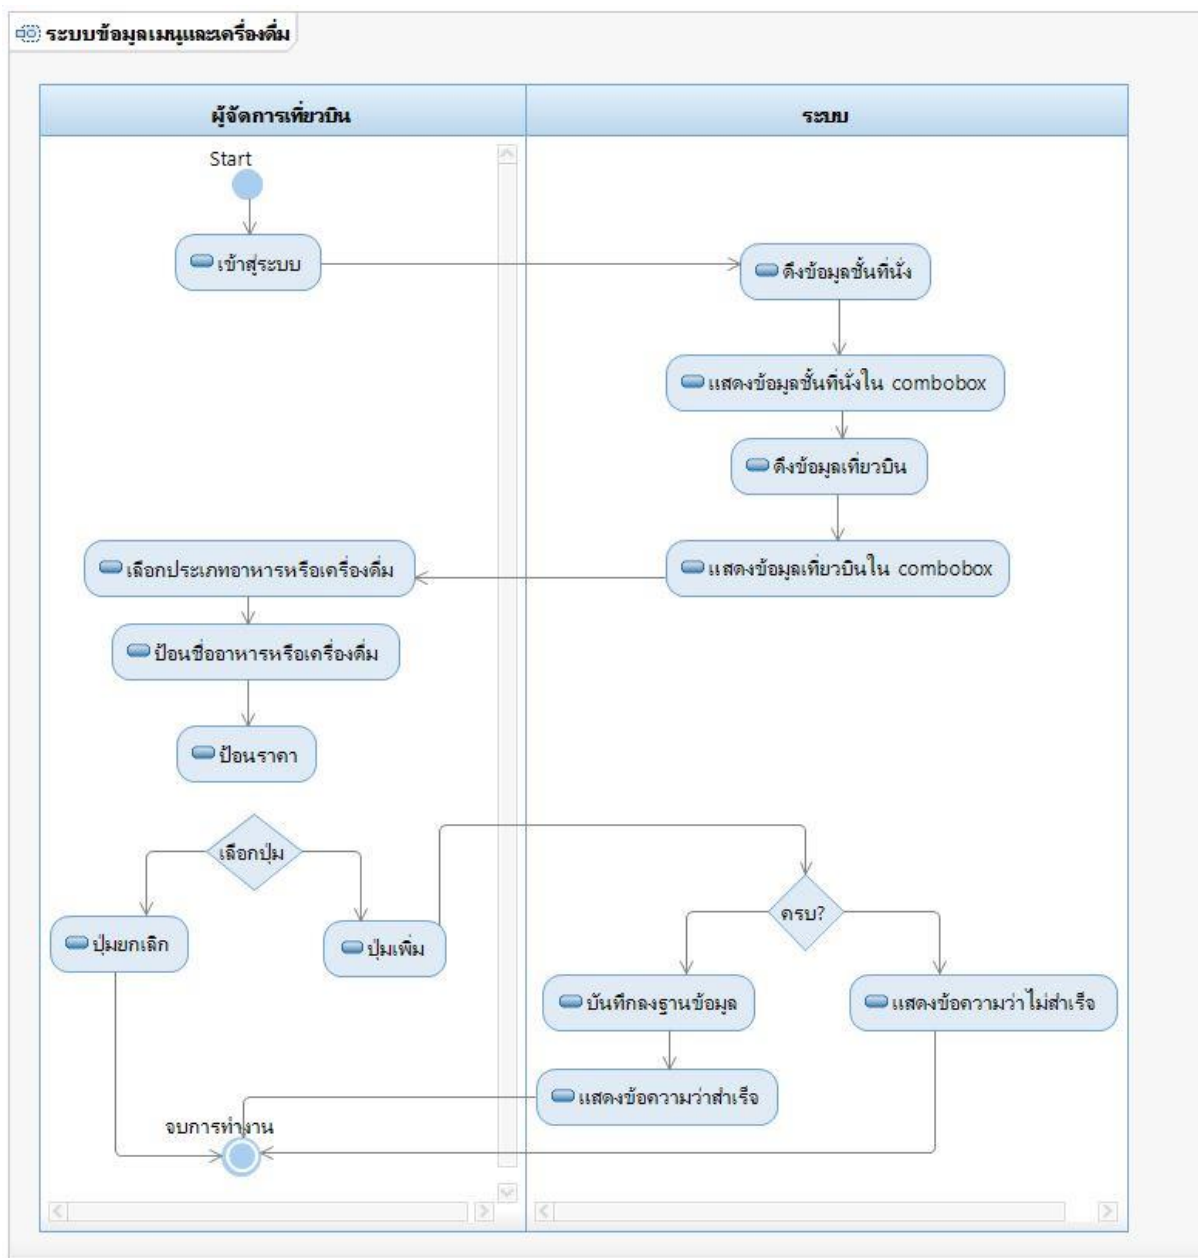 ระบบข้อมูลเมนูและเครื่องดื่ม
ผู้จัดการเที่ยวบิน
ระบบ
Start
เข้าสู่ระบบ
ดึงข้อมูลชั้นที่นั่ง
แสดงข้อมูลชั้นที่นั่งใน combobox
ดึงข้อมูลเที่ยวบิน
แสดงข้อมูลเที่ยวบินใน combobox
เลือกประเภทอาหารหรือเครื่องดื่ม
ป้อนชื่ออาหารหรือเครื่องดื่ม
ป้อนราคา
เลือกปุ่ม
ครบ?
ปุ่มยกเลิก
ปุ่มเพิ่ม
บันทึกลงฐานข้อมูล
แสดงข้อความว่าไม่สำเร็จ
แสดงข้อความว่าสำเร็จ
จบการทำงาน